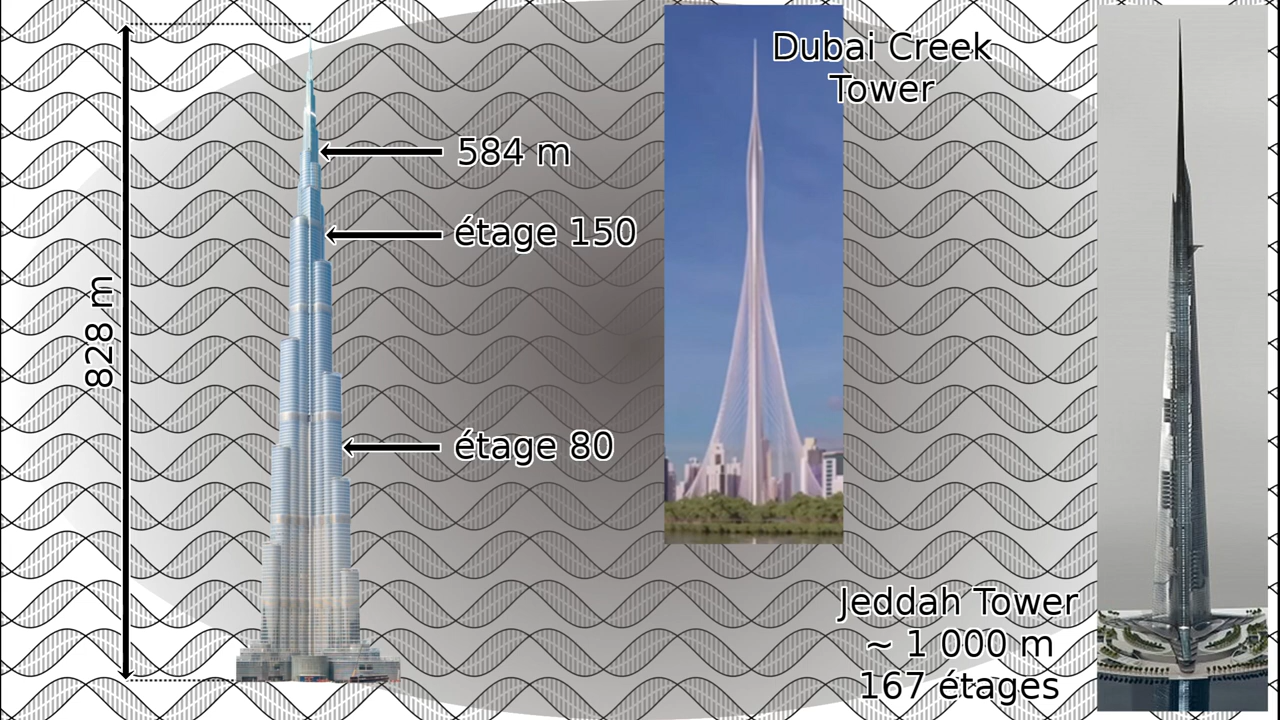 828 m
584 m
étage 150
étage 80
Dubai Creek
Tower
Jeddah Tower
~ 1 000 m
167 étages